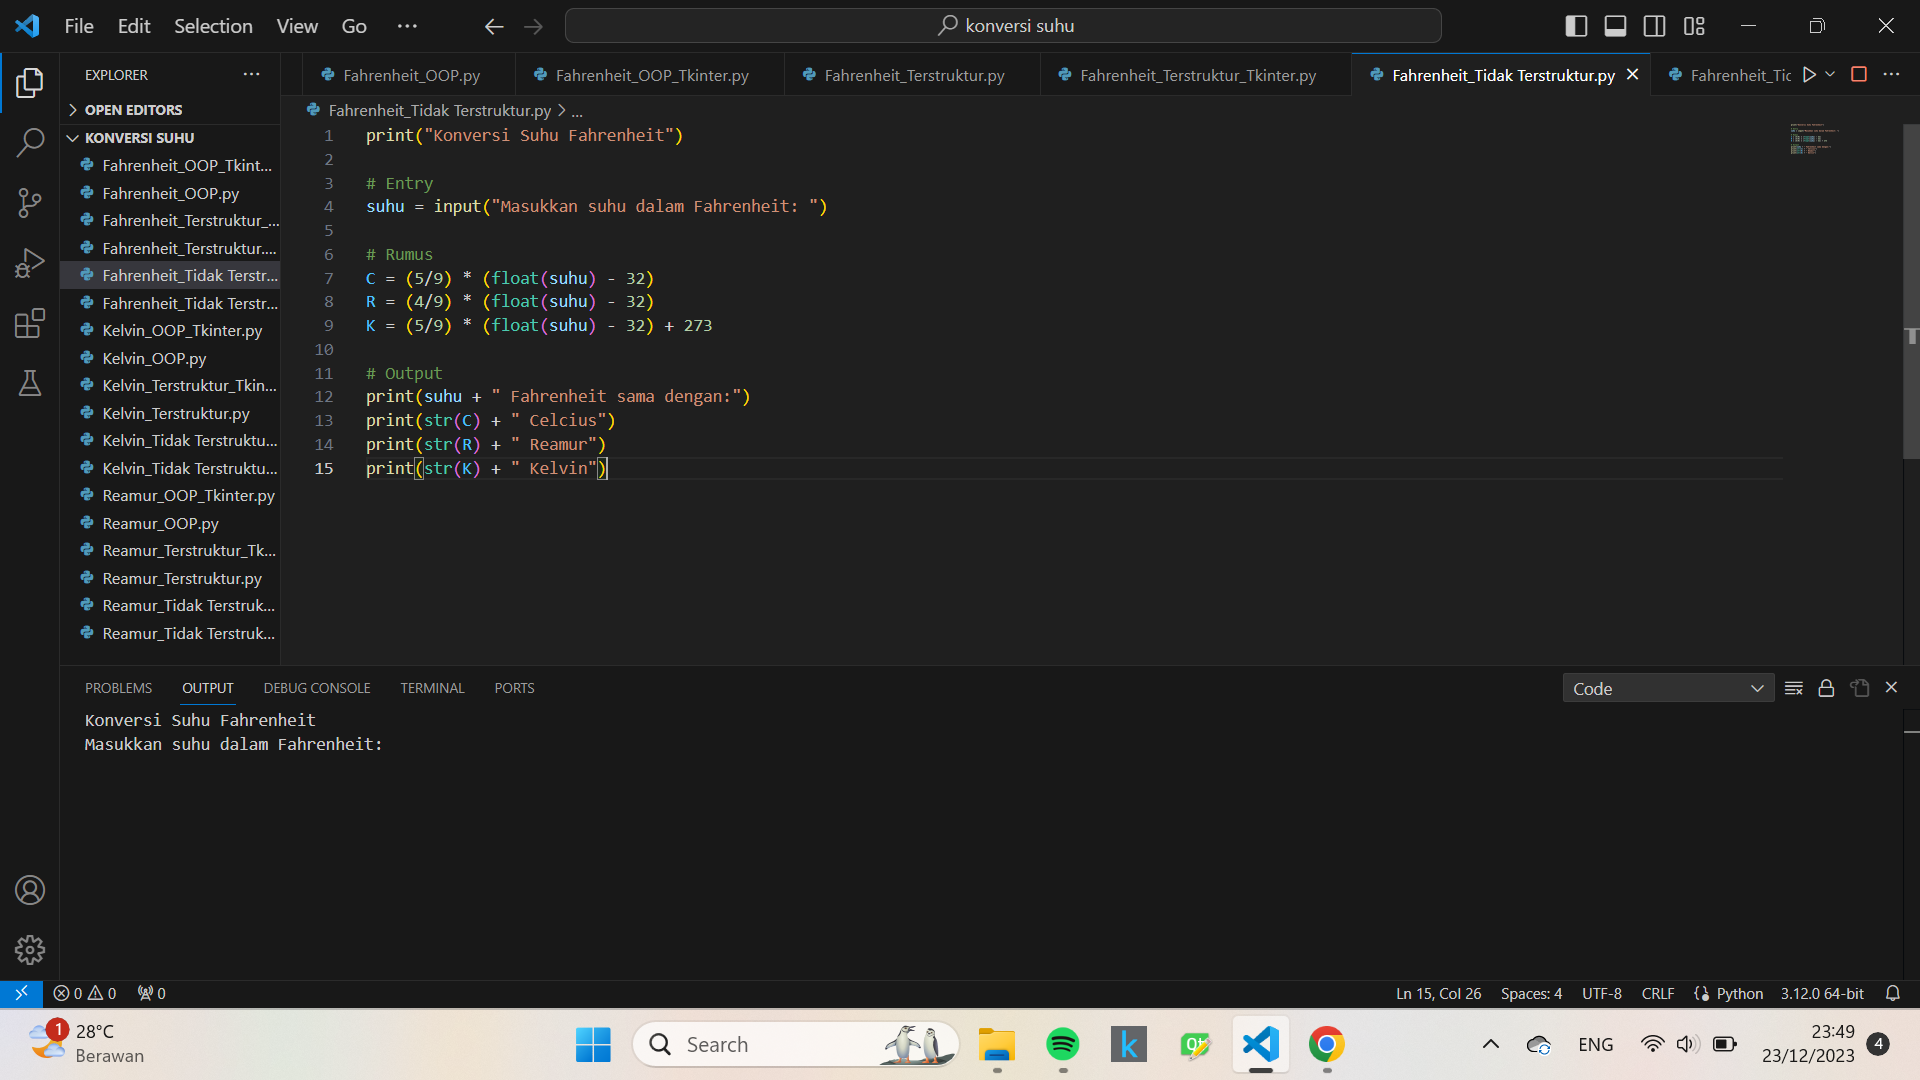 File Edit Selection View Go ··· konversi suhu
EXPLORER ···
Fahrenheit_OOP.py Fahrenheit_OOP_Tkinter.py Fahrenheit_Terstruktur.py Fahrenheit_Terstruktur_Tkinter.py Fahrenheit_Tidak Terstruktur.py Fahrenheit_Tic
OPEN EDITORS
KONVERSI SUHU
Fahrenheit_OOP_Tkint...
Fahrenheit_OOP.py
Fahrenheit_Terstruktur_...
Fahrenheit_Terstruktur....
Fahrenheit_Tidak Terstr...
Fahrenheit_Tidak Terstr...
Kelvin_OOP_Tkinter.py
Kelvin_OOP.py
Kelvin_Terstruktur_Tkin...
Kelvin_Terstruktur.py
Kelvin_Tidak Terstruktu...
Kelvin_Tidak Terstruktu...
Reamur_OOP_Tkinter.py
Reamur_OOP.py
Reamur_Terstruktur_Tk...
Reamur_Terstruktur.py
Reamur_Tidak Terstruk...
Reamur_Tidak Terstruk...
Fahrenheit_Tidak Terstruktur.py > ...
1 print("Konversi Suhu Fahrenheit")
2
3 # Entry
4 suhu = input("Masukkan suhu dalam Fahrenheit: ")
5
6 # Rumus
7 C = (5/9) * (float(suhu) - 32)
8 R = (4/9) * (float(suhu) - 32)
9 K = (5/9) * (float(suhu) - 32) + 273
10
11 # Output
12 print(suhu + " Fahrenheit sama dengan:")
13 print(str(C) + " Celcius")
14 print(str(R) + " Reamur")
15 print(str(K) + " Kelvin")
PROBLEMS OUTPUT DEBUG CONSOLE TERMINAL PORTS Code
Konversi Suhu Fahrenheit
Masukkan suhu dalam Fahrenheit:
0 0 0 Ln 15, Col 26 Spaces: 4 UTF-8 CRLF Python 3.12.0 64-bit
1 28°C
Berawan
Search
k
Qt
ENG
23:49
23/12/2023
4